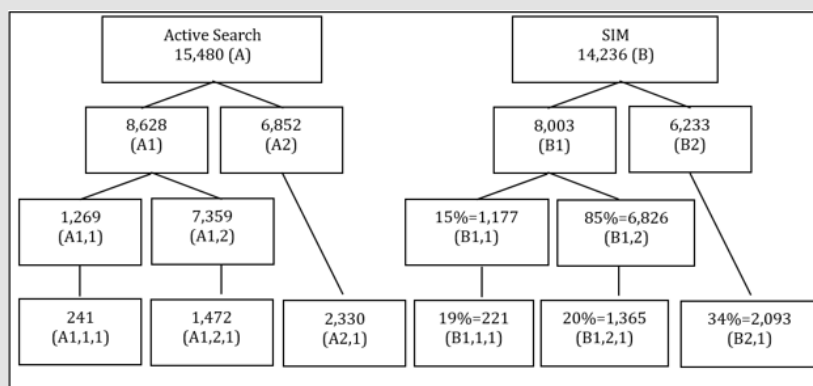 Active Search
15,480 (A)
SIM
14,236 (B)
8,628
(A1)
6,852
(A2)
8,003
(B1)
6,233
(B2)
1,269
(A1,1)
7,359
(A1,2)
15%=1,177
(B1,1)
85%=6,826
(B1,2)
241
(A1,1,1)
1,472
(A1,2,1)
2,330
(A2,1)
19%=221
(B1,1,1)
20%=1,365
(B1,2,1)
34%=2,093
(B2,1)